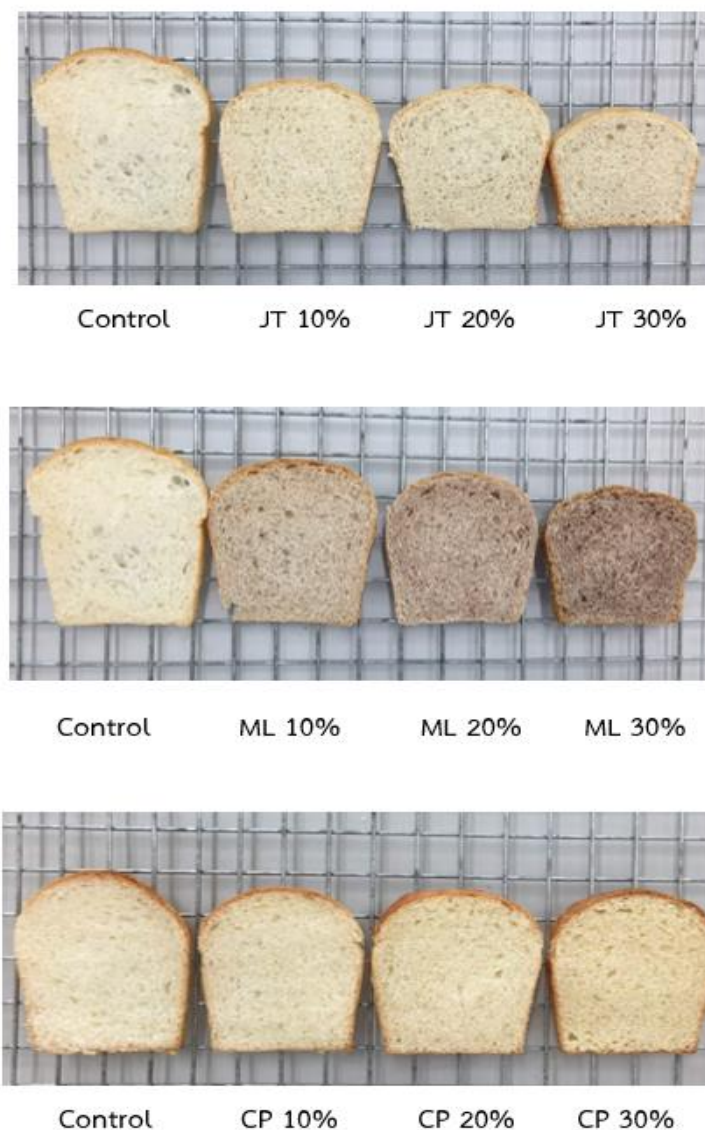 Control JT 10% JT 20% JT 30%
Control ML 10% ML 20% ML 30%
Control CP 10% CP 20% CP 30%